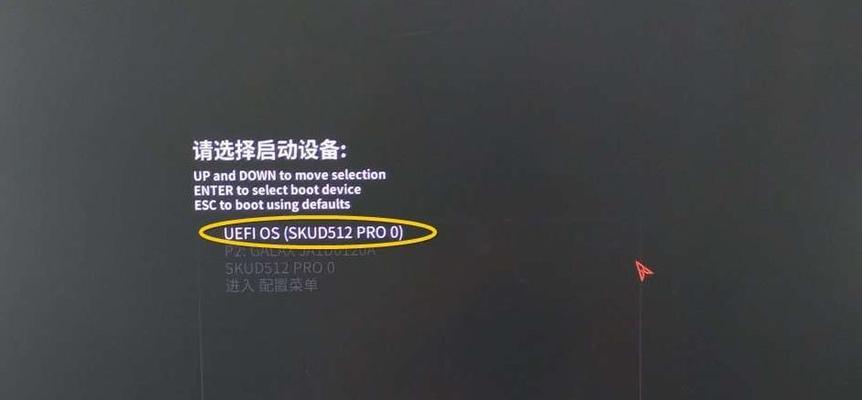 请选择启动设备:
UP and DOWN to move selection
ENTER to select boot device
ESC to boot using defaults
UEFI OS (SKUD512 PRO 0)
P2: GALAX
SKUD512 PRO 0
进入 配置菜单